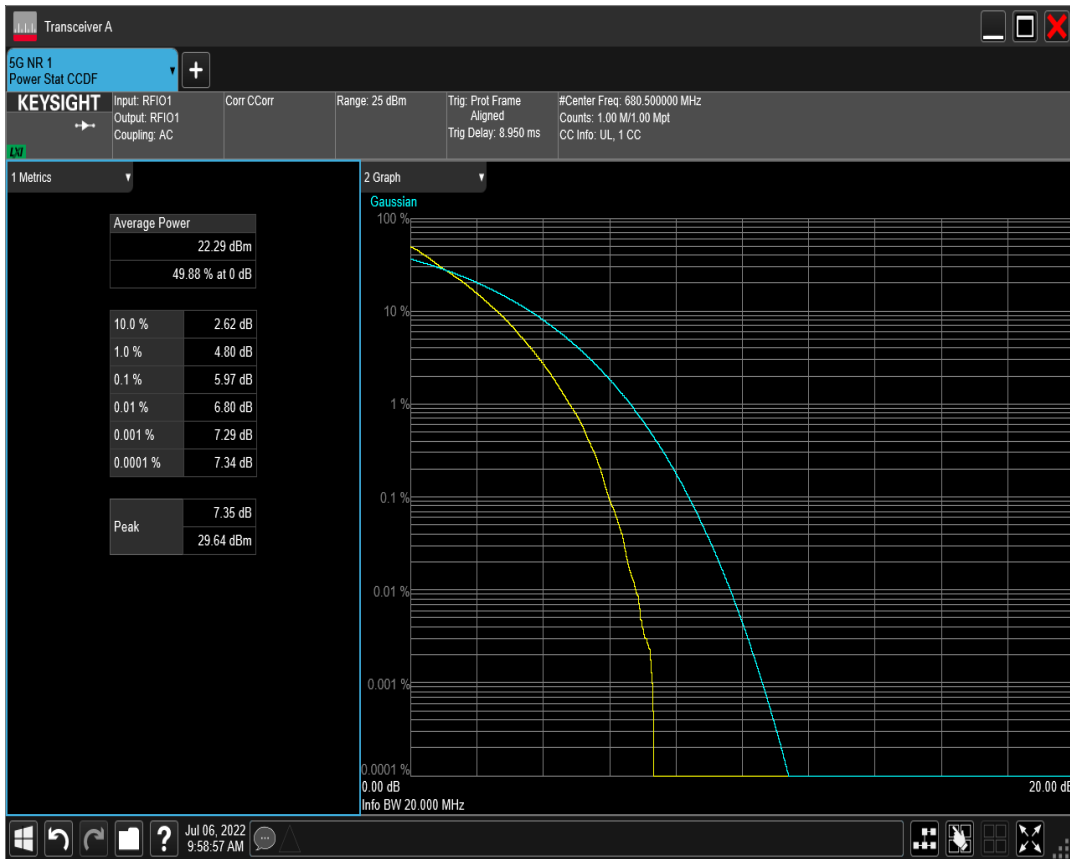 Transceiver A
5G NR 1
Power Stat CCDF
KEYSIGHT
LXI
Input: RFIO1
Output: RFIO1
Coupling: AC
Corr CCorr
Range: 25 dBm
Trig: Prot Frame
Aligned
Trig Delay: 8.950 ms
#Center Freq: 680.500000 MHz
Counts: 1.00 M/1.00 Mpt
CC Info: UL, 1 CC
1 Metrics
Average Power
22.29 dBm
49.88 % at 0 dB
10.0 % 2.62 dB
1.0 % 4.80 dB
0.1 % 5.97 dB
0.01 % 6.80 dB
0.001 % 7.29 dB
0.0001 % 7.34 dB
Peak
7.35 dB
29.64 dBm
2 Graph
Gaussian
100 %
10 %
1 %
0.1 %
0.01 %
0.001 %
0.0001 %
0.00 dB 20.00 dB
Info BW 20.000 MHz
?
Jul 06, 2022
9:58:57 AM